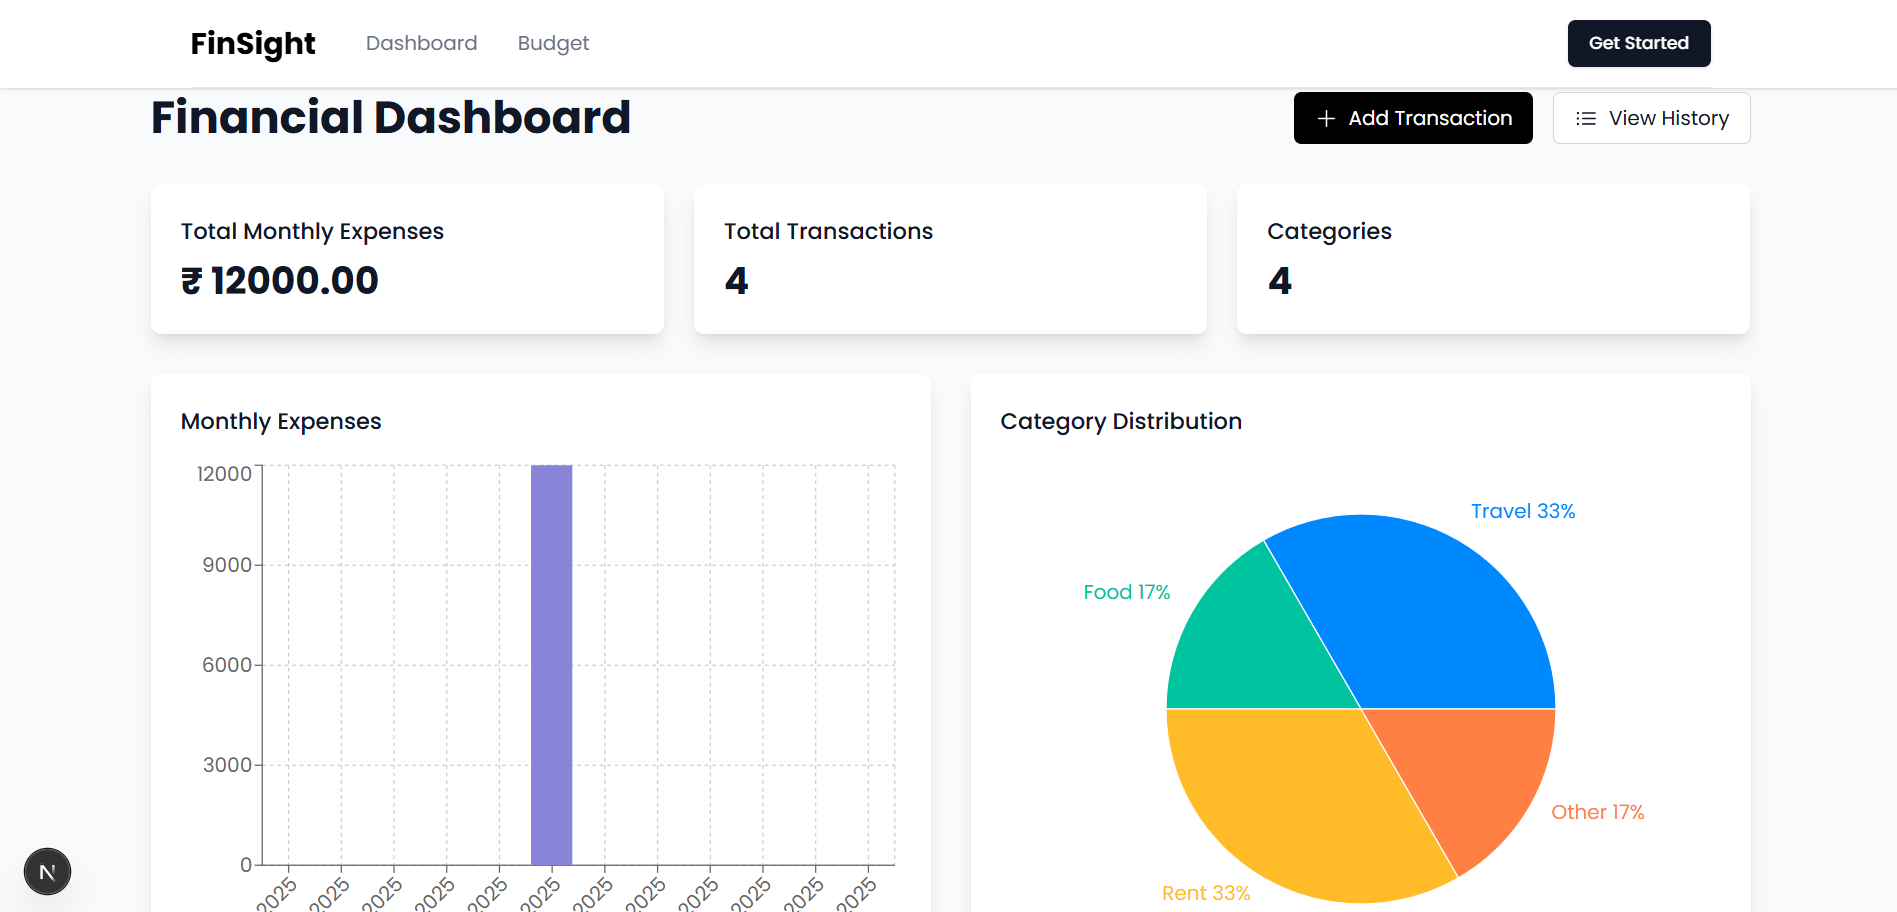 FinSight Dashboard Budget Get Started
Financial Dashboard
+ Add Transaction View History
Total Monthly Expenses
₹ 12000.00
Total Transactions
4
Categories
4
Monthly Expenses
12000
9000
6000
3000
0
2025 2025 2025 2025 2025 2025 2025 2025 2025 2025 2025 2025
Category Distribution
Travel 33%
Food 17%
Other 17%
Rent 33%
N